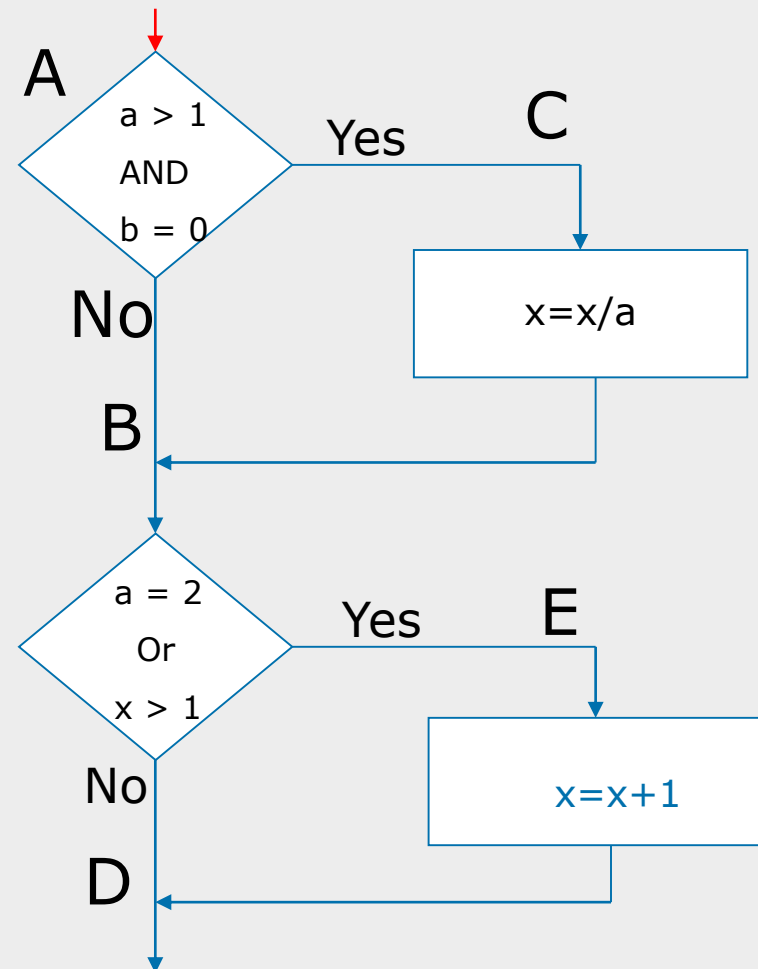 A
a > 1
AND
b = 0
Yes
C
x=x/a
No
B
a = 2
Or
x > 1
Yes
E
x=x+1
No
D